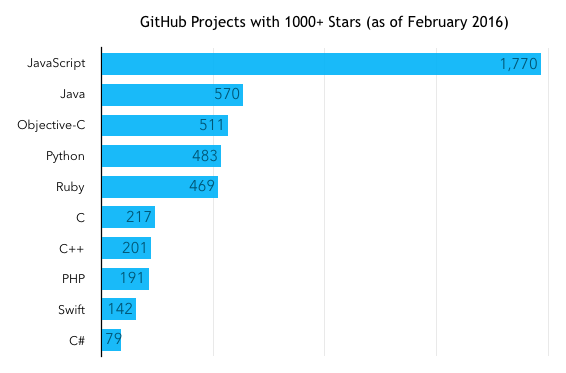 GitHub Projects with 1000+ Stars (as of February 2016)
JavaScript 1,770
Java 570
Objective-C 511
Python 483
Ruby 469
C 217
C++ 201
PHP 191
Swift 142
C# 79